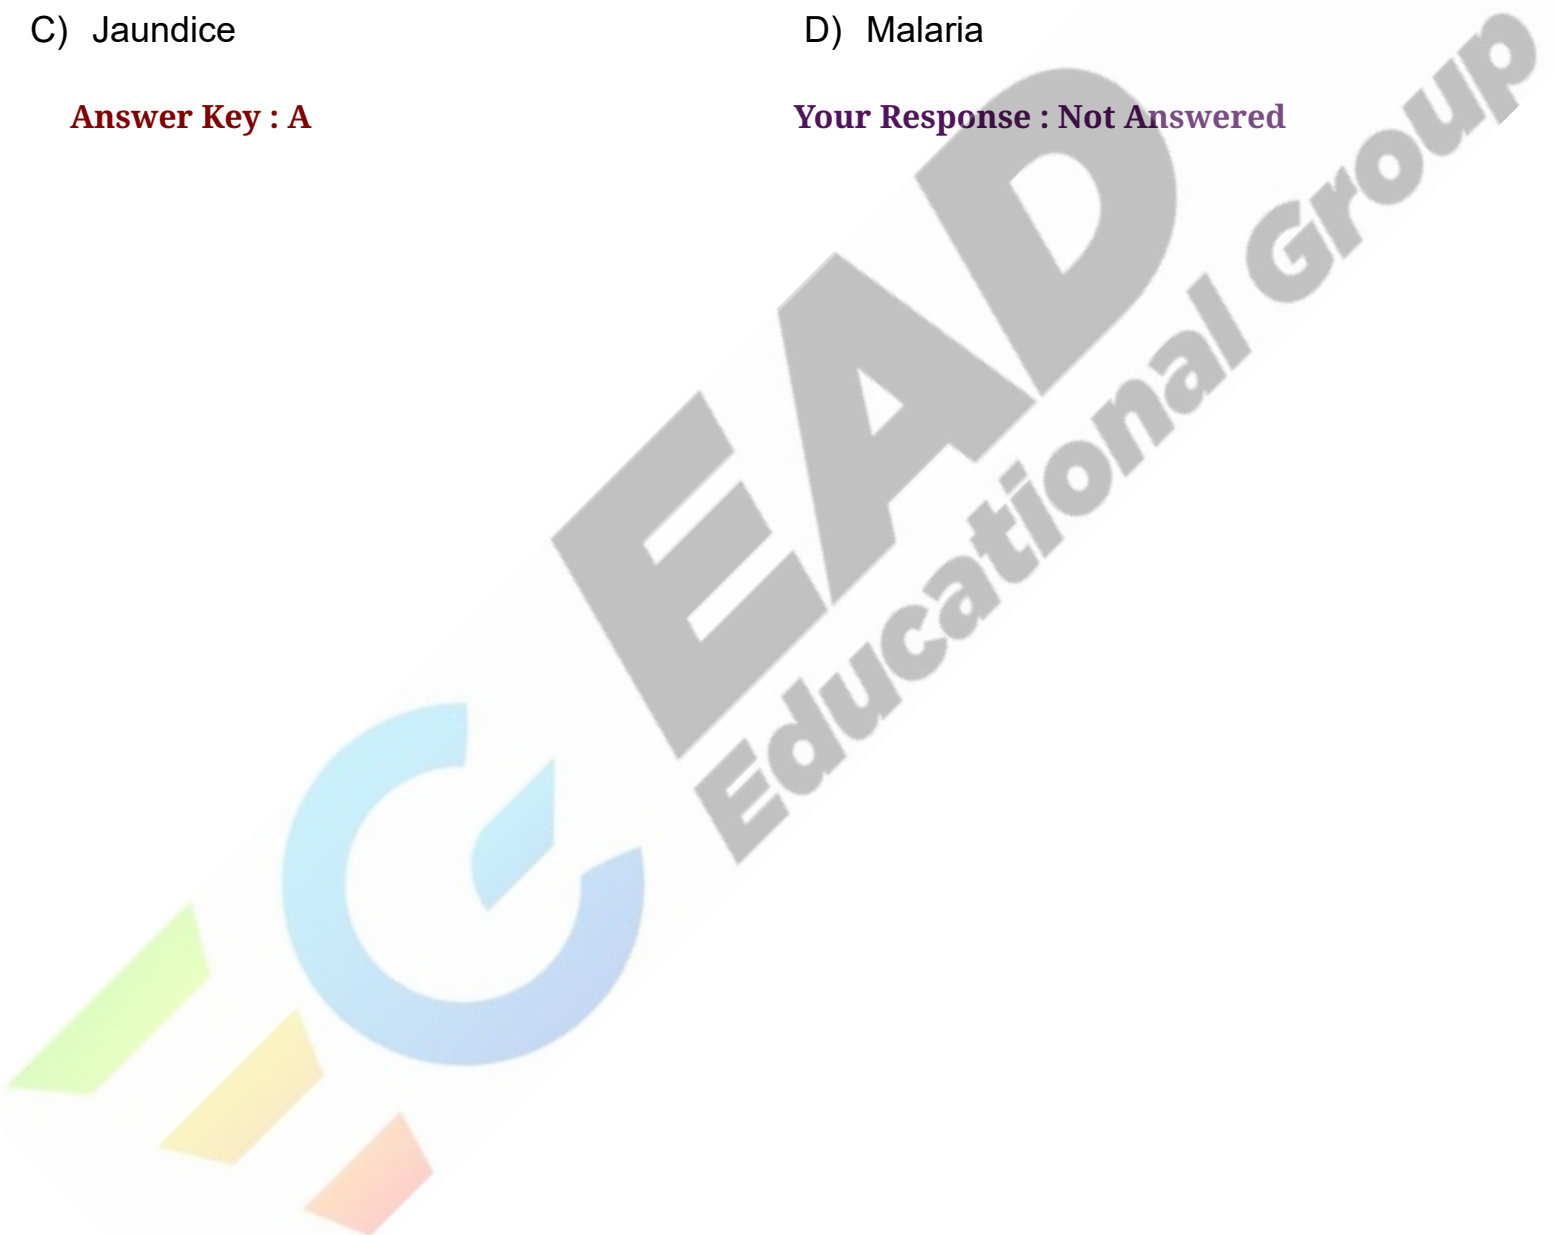 C) Jaundice D) Malaria
Answer Key : A Your Response : Not Answered
EAD
Educational Group